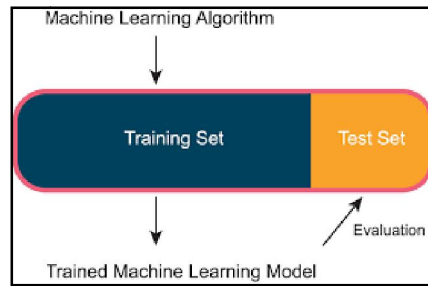 Machine Learning Algorithm
Training Set
Test Set
Evaluation
Trained Machine Learning Model